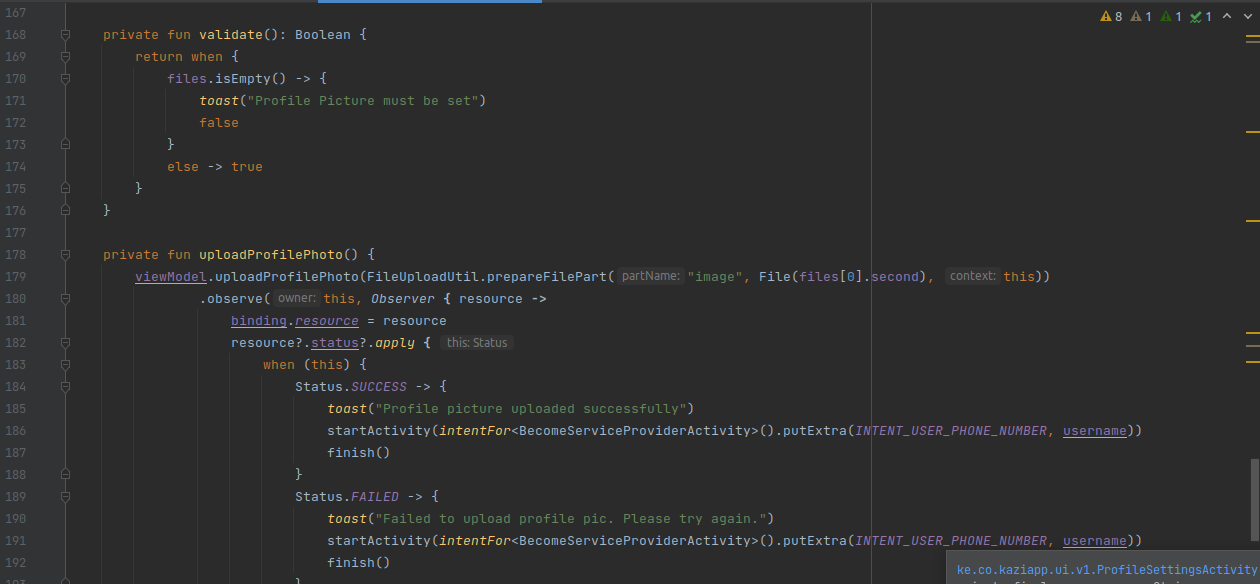 167
8 1 1 1
168 private fun validate(): Boolean {
169 return when {
170 files.isEmpty() -> {
171 toast("Profile Picture must be set")
172 false
173 }
174 else -> true
175 }
176 }
177
178 private fun uploadProfilePhoto() {
179 viewModel.uploadProfilePhoto(FileUploadUtil.prepareFilePart( partName: "image", File(files[0].second), context: this))
180 .observe( owner: this, Observer { resource ->
181 binding.resource = resource
182 resource?.status?.apply { this: Status
183 when (this) {
184 Status.SUCCESS -> {
185 toast("Profile picture uploaded successfully")
186 startActivity(intentFor<BecomeServiceProviderActivity>().putExtra(INTENT_USER_PHONE_NUMBER, username))
187 finish()
188 }
189 Status.FAILED -> {
190 toast("Failed to upload profile pic. Please try again.")
191 startActivity(intentFor<BecomeServiceProviderActivity>().putExtra(INTENT_USER_PHONE_NUMBER, username))
192 finish()
ke.co.kaziapp.ui.v1.ProfileSettingsActivity
193 }